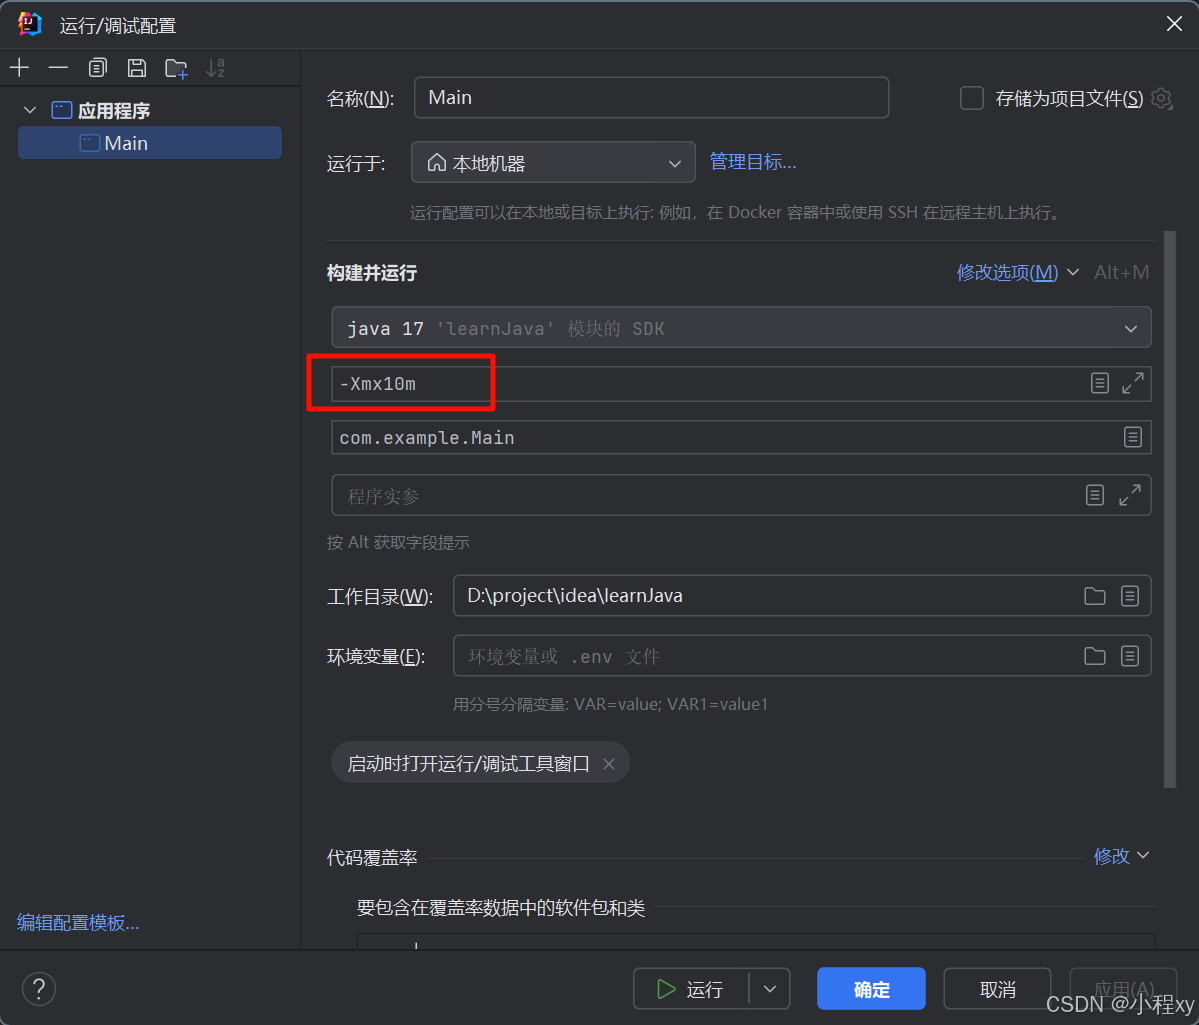 运行/调试配置
应用程序
Main
名称(N):
Main
存储为项目文件(S)
运行于:
本地机器
管理目标...
运行配置可以在本地或目标上执行: 例如，在 Docker 容器中或使用 SSH 在远程主机上执行。
构建并运行
修改选项(M)
Alt+M
java 17 'learnJava' 模块的 SDK
-Xmx10m
com.example.Main
程序实参
按 Alt 获取字段提示
工作目录(W):
D:\project\idea\learnJava
环境变量(E):
环境变量或 .env 文件
用分号分隔变量: VAR=value; VAR1=value1
启动时打开运行/调试工具窗口
代码覆盖率
修改
要包含在覆盖率数据中的软件包和类
编辑配置模板...
?
运行
确定
取消
应用(A)
CSDN @小程xy